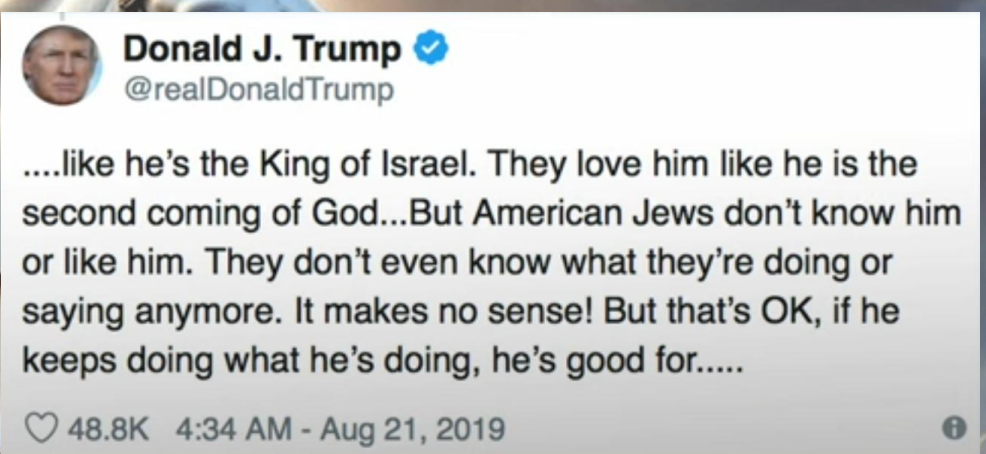 Donald J. Trump
@realDonaldTrump
....like he's the King of Israel. They love him like he is the
second coming of God...But American Jews don't know him
or like him. They don't even know what they're doing or
saying anymore. It makes no sense! But that's OK, if he
keeps doing what he's doing, he's good for.....
48.8K 4:34 AM - Aug 21, 2019